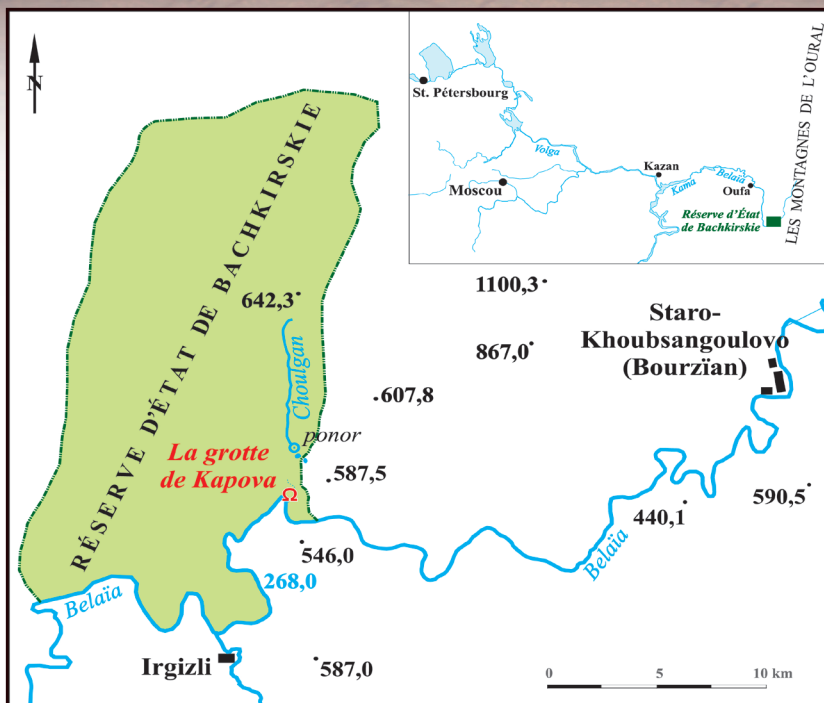 N
St. Pétersbourg
Volga
Kazan
Moscou
Kama
Belaïa
Oufa
Réserve d'État
de Bachkirskie
LES MONTAGNES DE L'OURAL
RÉSERVE D'ÉTAT DE BACHKIRSKIE
642,3
1100,3
867,0
Staro-
Khoubsangoulovo
(Bourzïan)
Choulgan
607,8
ponor
La grotte
de Kapova
Ω
587,5
590,5
440,1
Belaïa
546,0
268,0
Belaïa
Irgizli
587,0
0 5 10 km